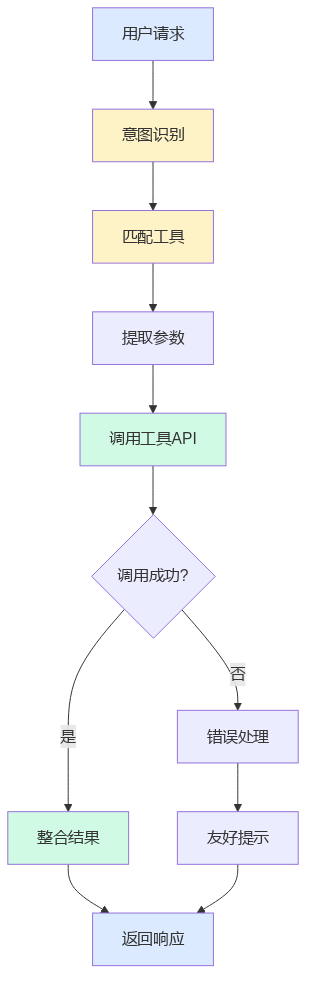 用户请求
意图识别
匹配工具
提取参数
调用工具API
调用成功?
否
错误处理
是
整合结果
友好提示
返回响应